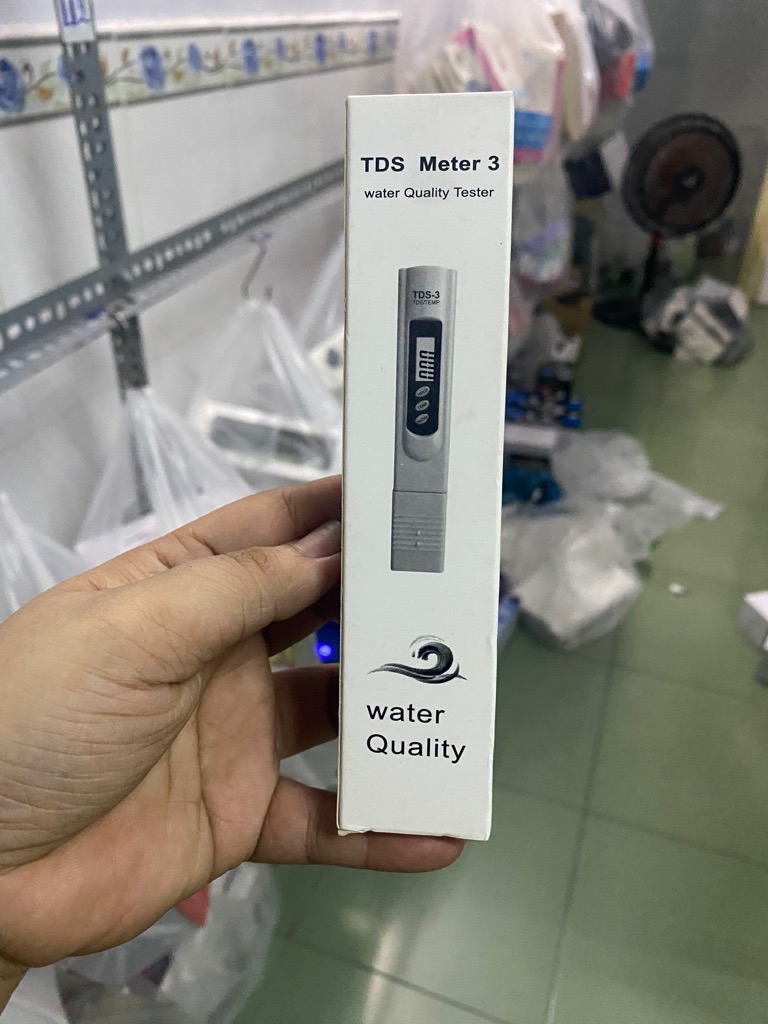 TDS Meter 3
water Quality Tester
TDS-3
TDS/TEMP
water
Quality